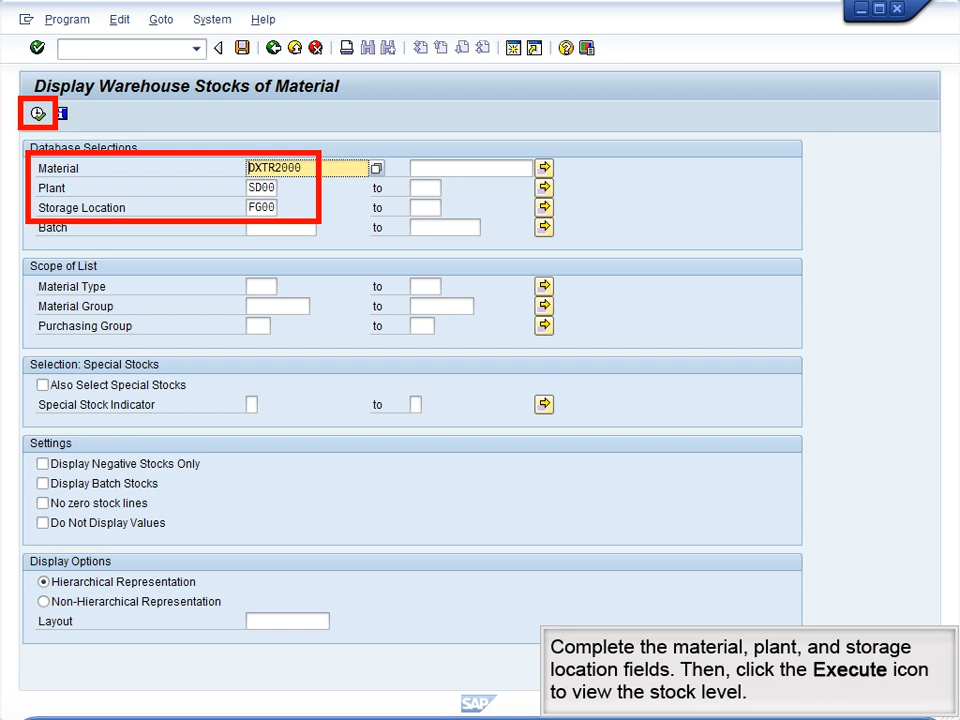 Program Edit Goto System Help
Display Warehouse Stocks of Material
Database Selections
Material DXTR2000
Plant SD00 to
Storage Location FG00 to
Batch to
Scope of List
Material Type to
Material Group to
Purchasing Group to
Selection: Special Stocks
Also Select Special Stocks
Special Stock Indicator to
Settings
Display Negative Stocks Only
Display Batch Stocks
No zero stock lines
Do Not Display Values
Display Options
Hierarchical Representation
Non-Hierarchical Representation
Layout
Complete the material, plant, and storage
location fields. Then, click the Execute icon
to view the stock level.
SAP